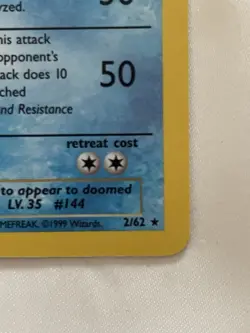 yzed.
his attack
opponent's
ack does 10
ched
nd Resistance
50
retreat cost
to appear to doomed
LV. 35 #144
MEFREAK. ©1999 Wizards. 2/62 ★